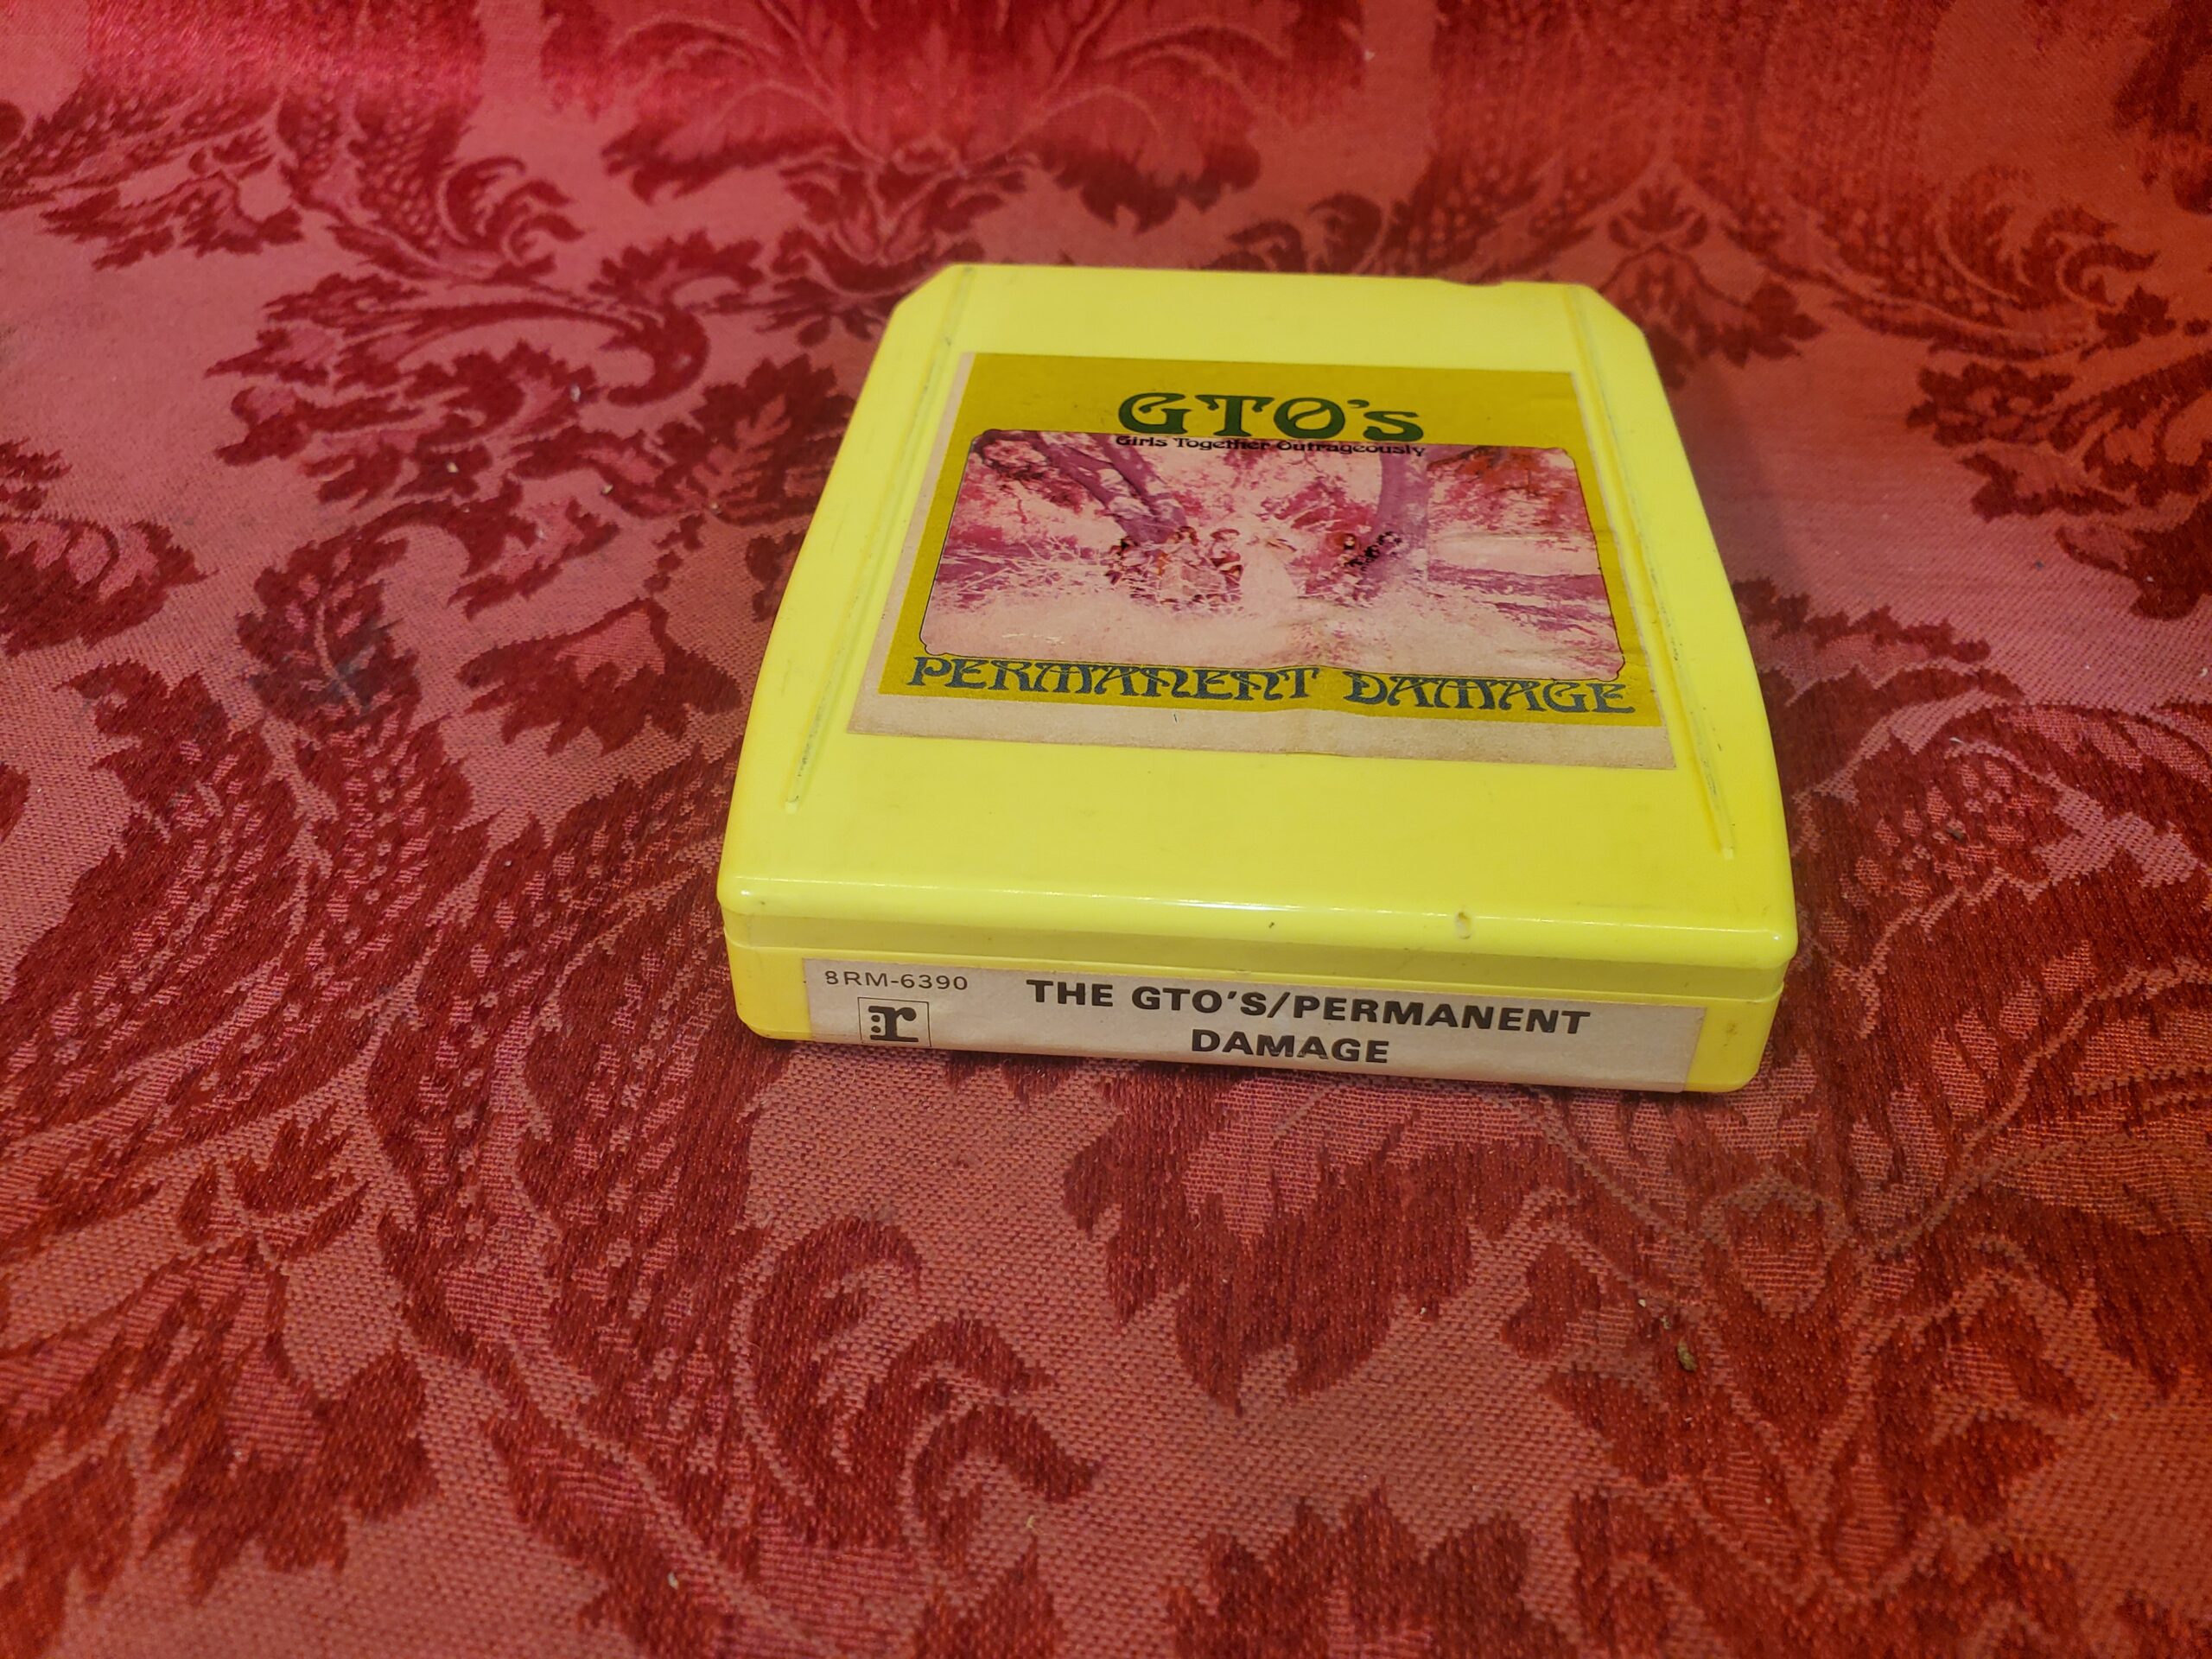 GTO's
Girls Together Outrageously
PERMANENT DAMAGE
8RM-6390
r
THE GTO'S/PERMANENT
DAMAGE